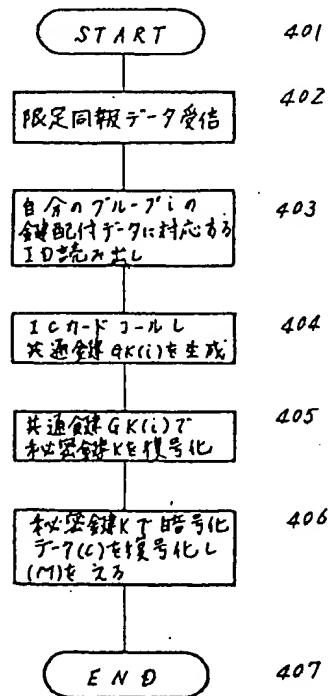 START
401
限定同報データ受信
402
自分のグループiの
鍵配付データに対応する
ID読み出し
403
ICカードコールし
共通鍵GK(i)を生成
404
共通鍵GK(i)で
秘密鍵Kを復号化
405
秘密鍵Kで暗号化
データ(C)を復号化し
(M)をえる
406
END
407